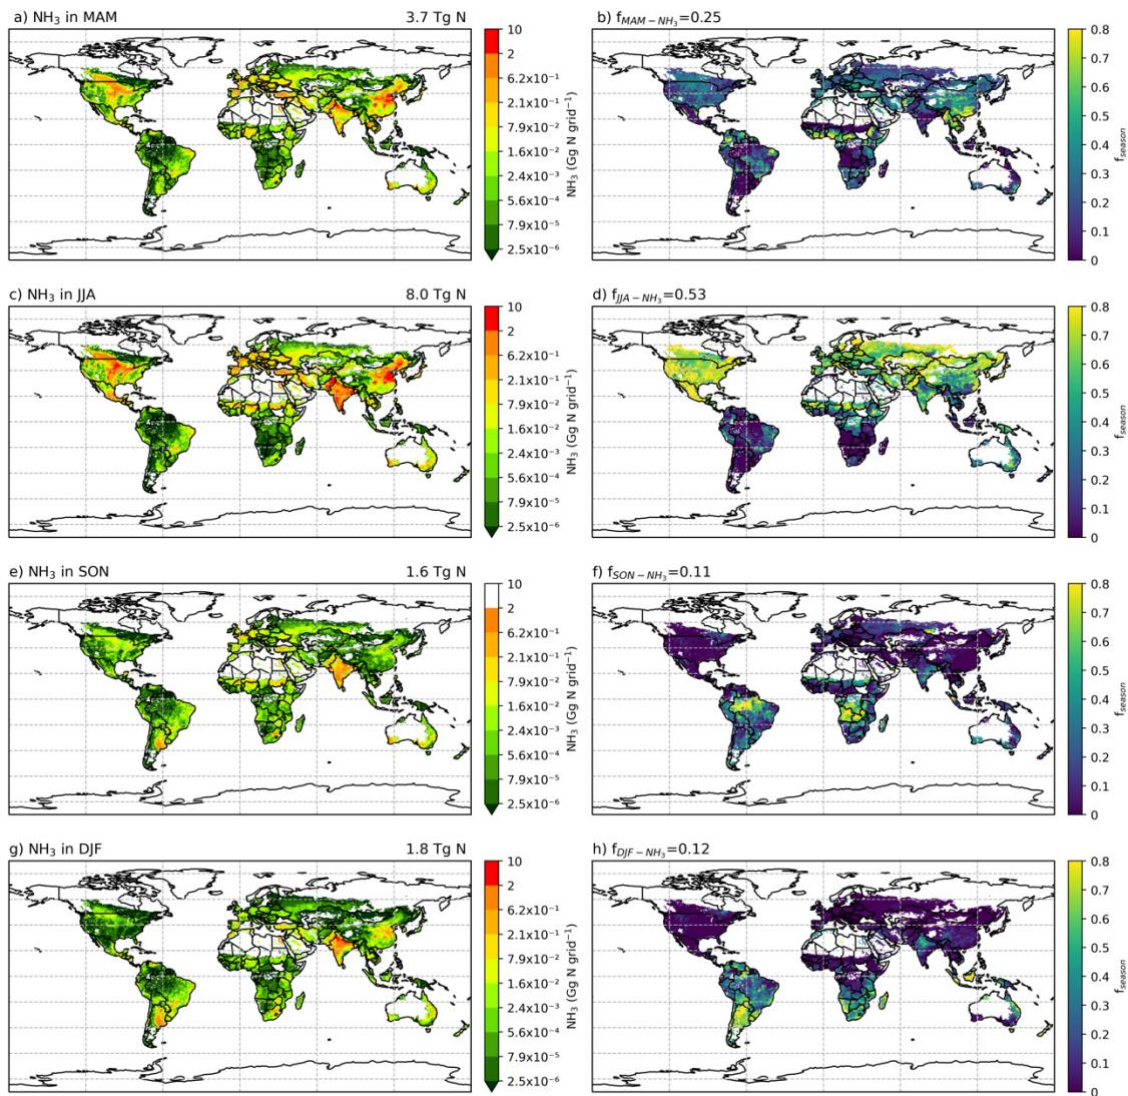 a) NH₃ in MAM 3.7 Tg N
10
2
6.2x10⁻¹
2.1x10⁻¹
7.9x10⁻²
1.6x10⁻²
2.4x10⁻³
5.6x10⁻⁴
7.9x10⁻⁵
2.5x10⁻⁶
NH₃ (Gg N grid⁻¹)
b) f_MAM−NH₃=0.25
0.8
0.7
0.6
0.5
0.4
0.3
0.2
0.1
0
f_season
c) NH₃ in JJA 8.0 Tg N
10
2
6.2x10⁻¹
2.1x10⁻¹
7.9x10⁻²
1.6x10⁻²
2.4x10⁻³
5.6x10⁻⁴
7.9x10⁻⁵
2.5x10⁻⁶
NH₃ (Gg N grid⁻¹)
d) f_JJA−NH₃=0.53
0.8
0.7
0.6
0.5
0.4
0.3
0.2
0.1
0
f_season
e) NH₃ in SON 1.6 Tg N
10
2
6.2x10⁻¹
2.1x10⁻¹
7.9x10⁻²
1.6x10⁻²
2.4x10⁻³
5.6x10⁻⁴
7.9x10⁻⁵
2.5x10⁻⁶
NH₃ (Gg N grid⁻¹)
f) f_SON−NH₃=0.11
0.8
0.7
0.6
0.5
0.4
0.3
0.2
0.1
0
f_season
g) NH₃ in DJF 1.8 Tg N
10
2
6.2x10⁻¹
2.1x10⁻¹
7.9x10⁻²
1.6x10⁻²
2.4x10⁻³
5.6x10⁻⁴
7.9x10⁻⁵
2.5x10⁻⁶
NH₃ (Gg N grid⁻¹)
h) f_DJF−NH₃=0.12
0.8
0.7
0.6
0.5
0.4
0.3
0.2
0.1
0
f_season